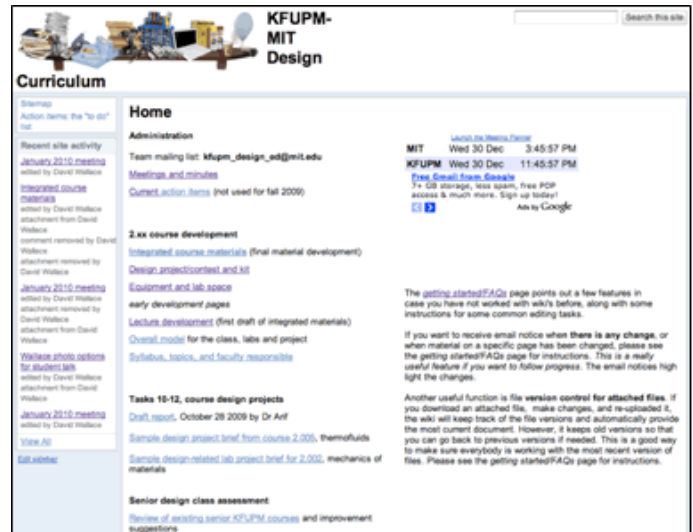 KFUPM-
MIT
Design
Curriculum
Search this site
Sitemap
Action items: the "to do"
list
Recent site activity
January 2010 meeting
edited by David Wallace
Integrated course
materials
edited by David Wallace
attachment from David
Wallace
comment removed by David
Wallace
attachment removed by
David Wallace
January 2010 meeting
edited by David Wallace
attachment removed by
David Wallace
attachment from David
Wallace
Wallace photo options
for student talk
edited by David Wallace
attachment from David
Wallace
January 2010 meeting
edited by David Wallace
View All
Edit sidebar
Home
Administration
Team mailing list: kfupm_design_ed@mit.edu
Meetings and minutes
Current action items (not used for fall 2009)
2.xx course development
Integrated course materials (final material development)
Design project/contest and kit
Equipment and lab space
early development pages
Lecture development (first draft of integrated materials)
Overall model for the class, labs and project
Syllabus, topics, and faculty responsible
Tasks 10-12, course design projects
Draft report, October 28 2009 by Dr Arif
Sample design project brief from course 2.005, thermofluids
Sample design-related lab project brief for 2.002, mechanics of
materials
Senior design class assessment
Review of existing senior KFUPM courses and improvement
suggestions
Launch the Meeting Planner
MIT Wed 30 Dec 3:45:57 PM
KFUPM Wed 30 Dec 11:45:57 PM
Free Gmail from Google
7+ GB storage, less spam, free POP
access & much more. Sign up today!
Ads by Google
The getting started/FAQs page points out a few features in
case you have not worked with wiki's before, along with some
instructions for some common editing tasks.
If you want to receive email notice when there is any change, or
when material on a specific page has been changed, please see
the getting started/FAQs page for instructions. This is a really
useful feature if you want to follow progress. The email notices high
light the changes.
Another useful function is file version control for attached files. If
you download an attached file, make changes, and re-uploaded it,
the wiki will keep track of the file versions and automatically provide
the most current document. However, it keeps old versions so that
you can go back to previous versions if needed. This is a good way
to make sure everybody is working with the most recent version of
files. Please see the getting started/FAQs page for instructions.